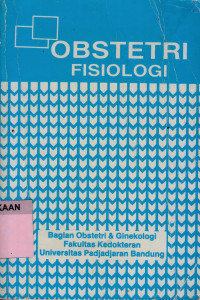 OBSTETRI
FISIOLOGI
KAAN
Bagian Obstetri & Ginekologi
Fakultas Kedokteran
Universitas Padjadjaran Bandung